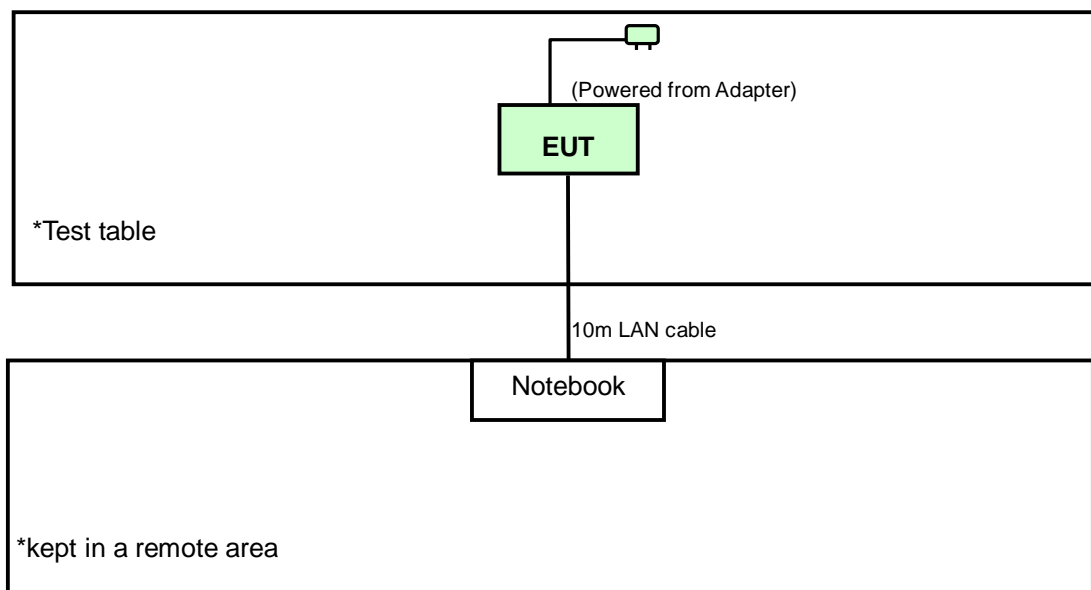 (Powered from Adapter)
EUT
*Test table
10m LAN cable
Notebook
*kept in a remote area